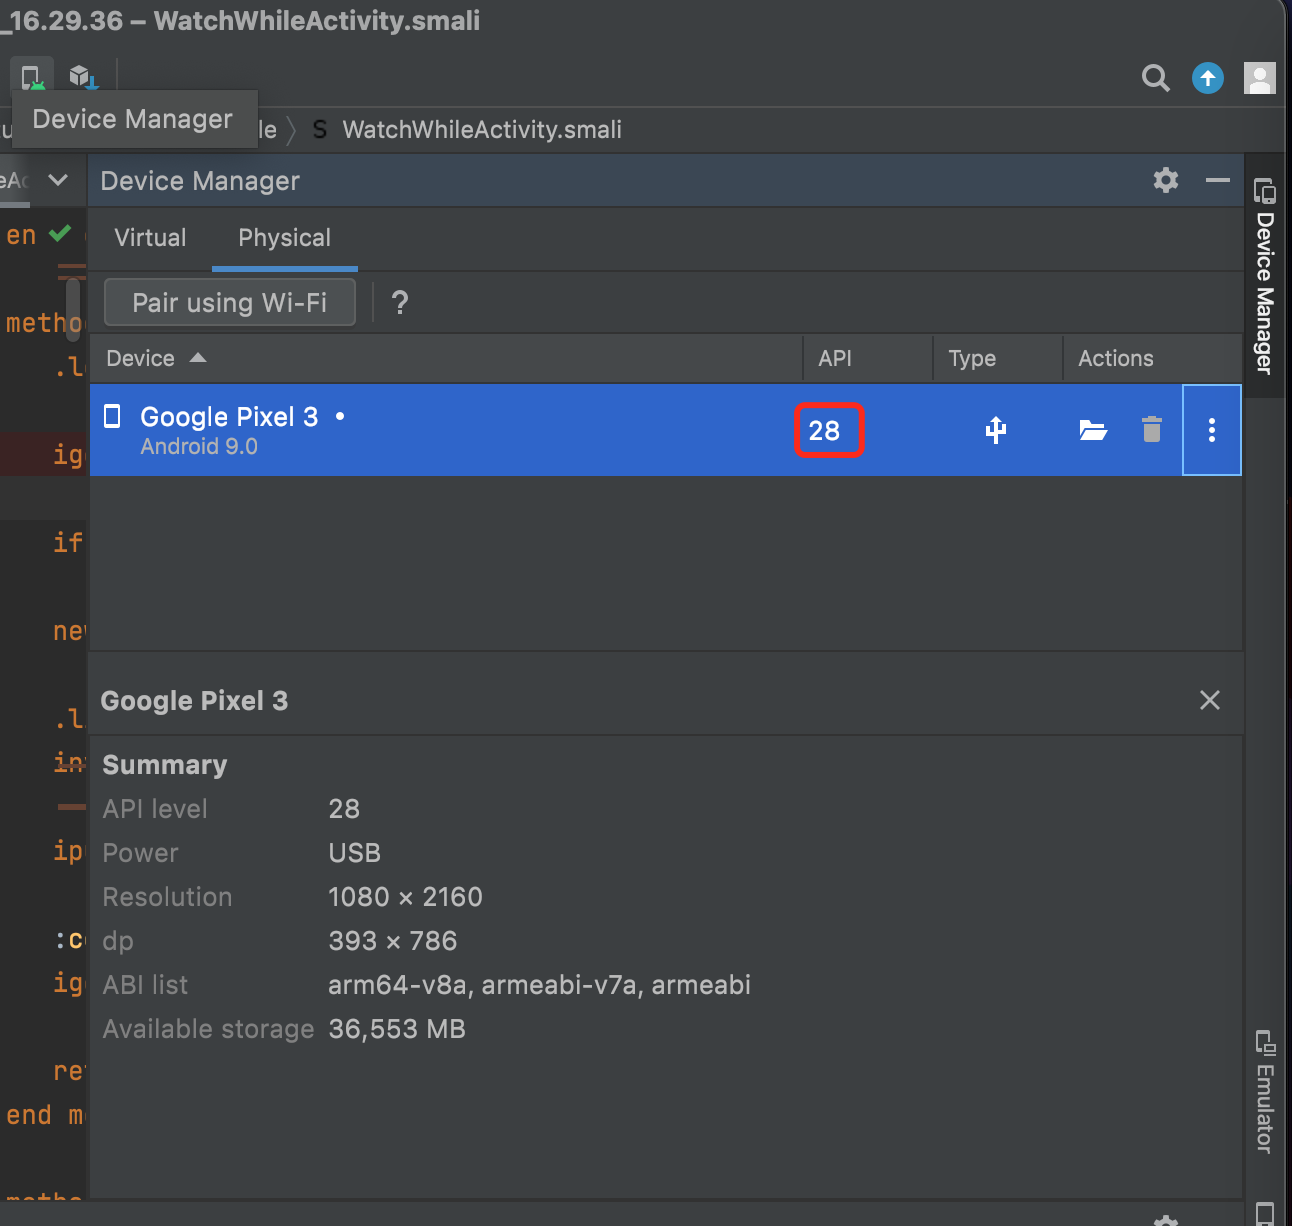 _16.29.36 – WatchWhileActivity.smali
Device Manager
le 〉 S WatchWhileActivity.smali
Device Manager
Virtual
Physical
Pair using Wi-Fi
?
Device
API
Type
Actions
Google Pixel 3 •
Android 9.0
28
Google Pixel 3
Summary
API level 28
Power USB
Resolution 1080 × 2160
dp 393 × 786
ABI list arm64-v8a, armeabi-v7a, armeabi
Available storage 36,553 MB
en
metho
.l
ig
if
new
.l
in
ip
:c
ig
re
end m
metho
Device Manager
Emulator